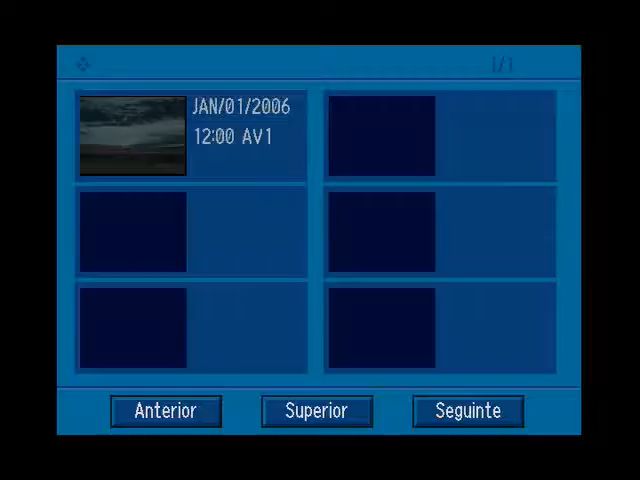 1/1
JAN/01/2006
12:00 AV1
Anterior
Superior
Seguinte